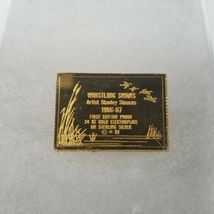 WHISTLING SWANS
Artist Stanley Stearns
1966-67
FIRST EDITION PROOF
24 KT GOLD ELECTROPLATE
ON STERLING SILVER